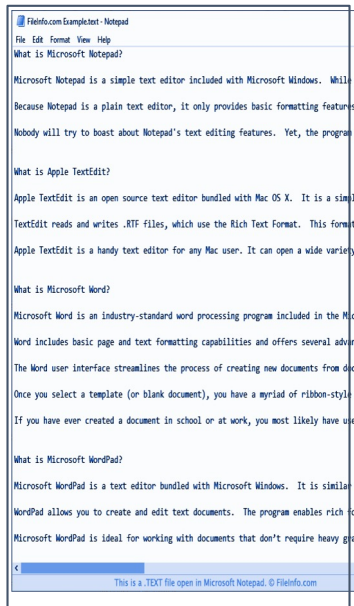 FileInfo.com Example.text - Notepad
File Edit Format View Help
What is Microsoft Notepad?
Microsoft Notepad is a simple text editor included with Microsoft Windows. While
Because Notepad is a plain text editor, it only provides basic formatting features
Nobody will try to boast about Notepad's text editing features. Yet, the program
What is Apple TextEdit?
Apple TextEdit is an open source text editor bundled with Mac OS X. It is a simpl
TextEdit reads and writes .RTF files, which use the Rich Text Format. This format
Apple TextEdit is a handy text editor for any Mac user. It can open a wide variety
What is Microsoft Word?
Microsoft Word is an industry-standard word processing program included in the Mic
Word includes basic page and text formatting capabilities and offers several advan
The Word user interface streamlines the process of creating new documents from doc
Once you select a template (or blank document), you have a myriad of ribbon-style
If you have ever created a document in school or at work, you most likely have use
What is Microsoft WordPad?
Microsoft WordPad is a text editor bundled with Microsoft Windows. It is similar
WordPad allows you to create and edit text documents. The program enables rich fo
Microsoft WordPad is ideal for working with documents that don't require heavy gra
This is a .TEXT file open in Microsoft Notepad. © FileInfo.com